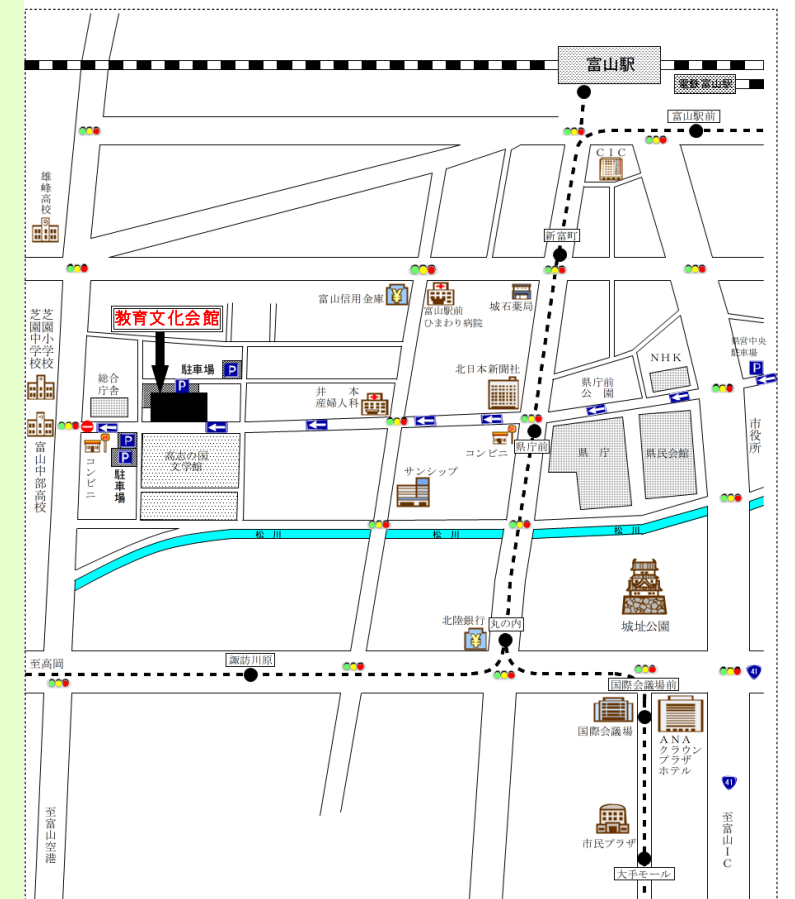 富山駅
電鉄富山駅
富山駅前
CIC
雄峰高校
新富町
富山信用金庫
¥
富山駅前
ひまわり病院
城石薬局
教育文化会館
芝園小学校
芝園中学校
駐車場
P
P
総合
庁舎
北日本新聞社
県庁前
公園
NHK
県営中央
駐車場
P
井本
産婦人科
市役所
コンビニ
P
P
駐車場
高志の国
文学館
コンビニ
県庁前
県庁
県民会館
富山中部高校
サンシップ
松川
松川
松川
城址公園
北陸銀行
¥
丸の内
至高岡
諏訪川原
41
国際会議場前
国際会議場
ANA
クラウン
プラザ
ホテル
41
至富山空港
市民プラザ
至富山IC
大手モール